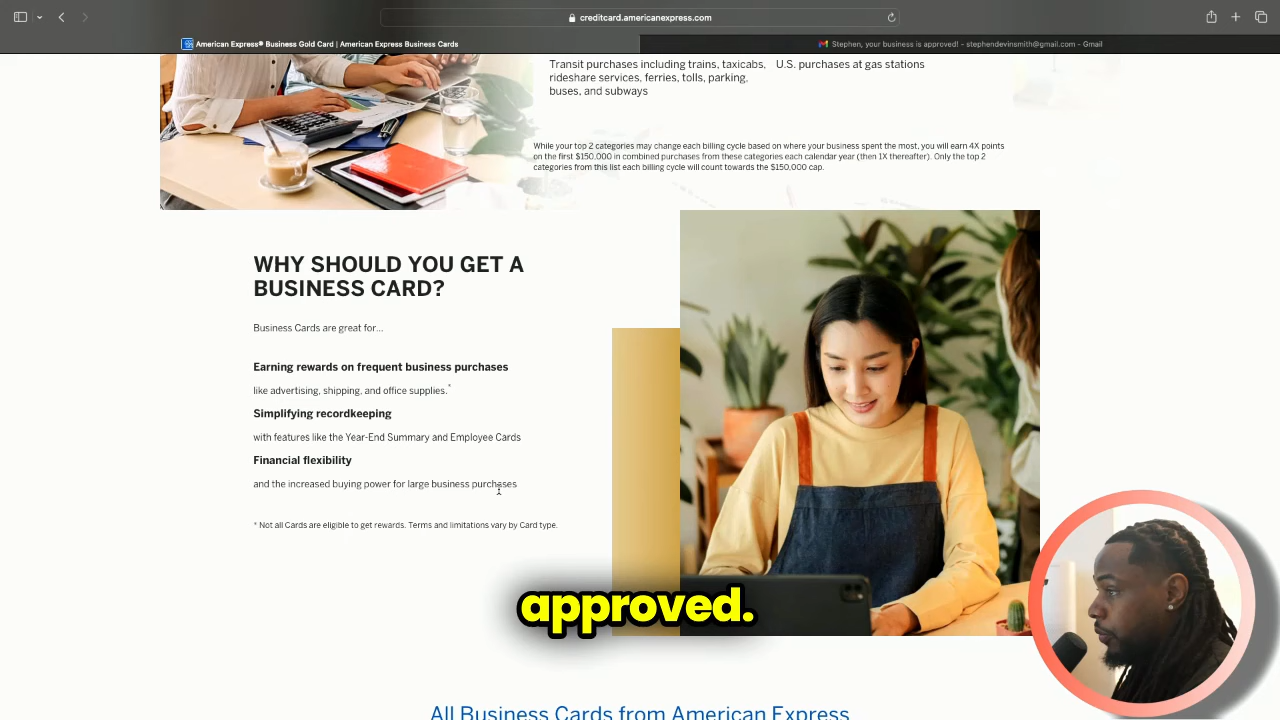 creditcard.americanexpress.com
American Express® Business Gold Card | American Express Business Cards
Stephen, your business is approved! - stephendevinsmith@gmail.com - Gmail
Transit purchases including trains, taxicabs,
rideshare services, ferries, tolls, parking,
buses, and subways
U.S. purchases at gas stations
While your top 2 categories may change each billing cycle based on where your business spent the most, you will earn 4X points
on the first $150,000 in combined purchases from these categories each calendar year (then 1X thereafter). Only the top 2
categories from this list each billing cycle will count towards the $150,000 cap.
WHY SHOULD YOU GET A
BUSINESS CARD?
Business Cards are great for...
Earning rewards on frequent business purchases
like advertising, shipping, and office supplies.*
Simplifying recordkeeping
with features like the Year-End Summary and Employee Cards
Financial flexibility
and the increased buying power for large business purchases
* Not all Cards are eligible to get rewards. Terms and limitations vary by Card type.
approved.
All Business Cards from American Express